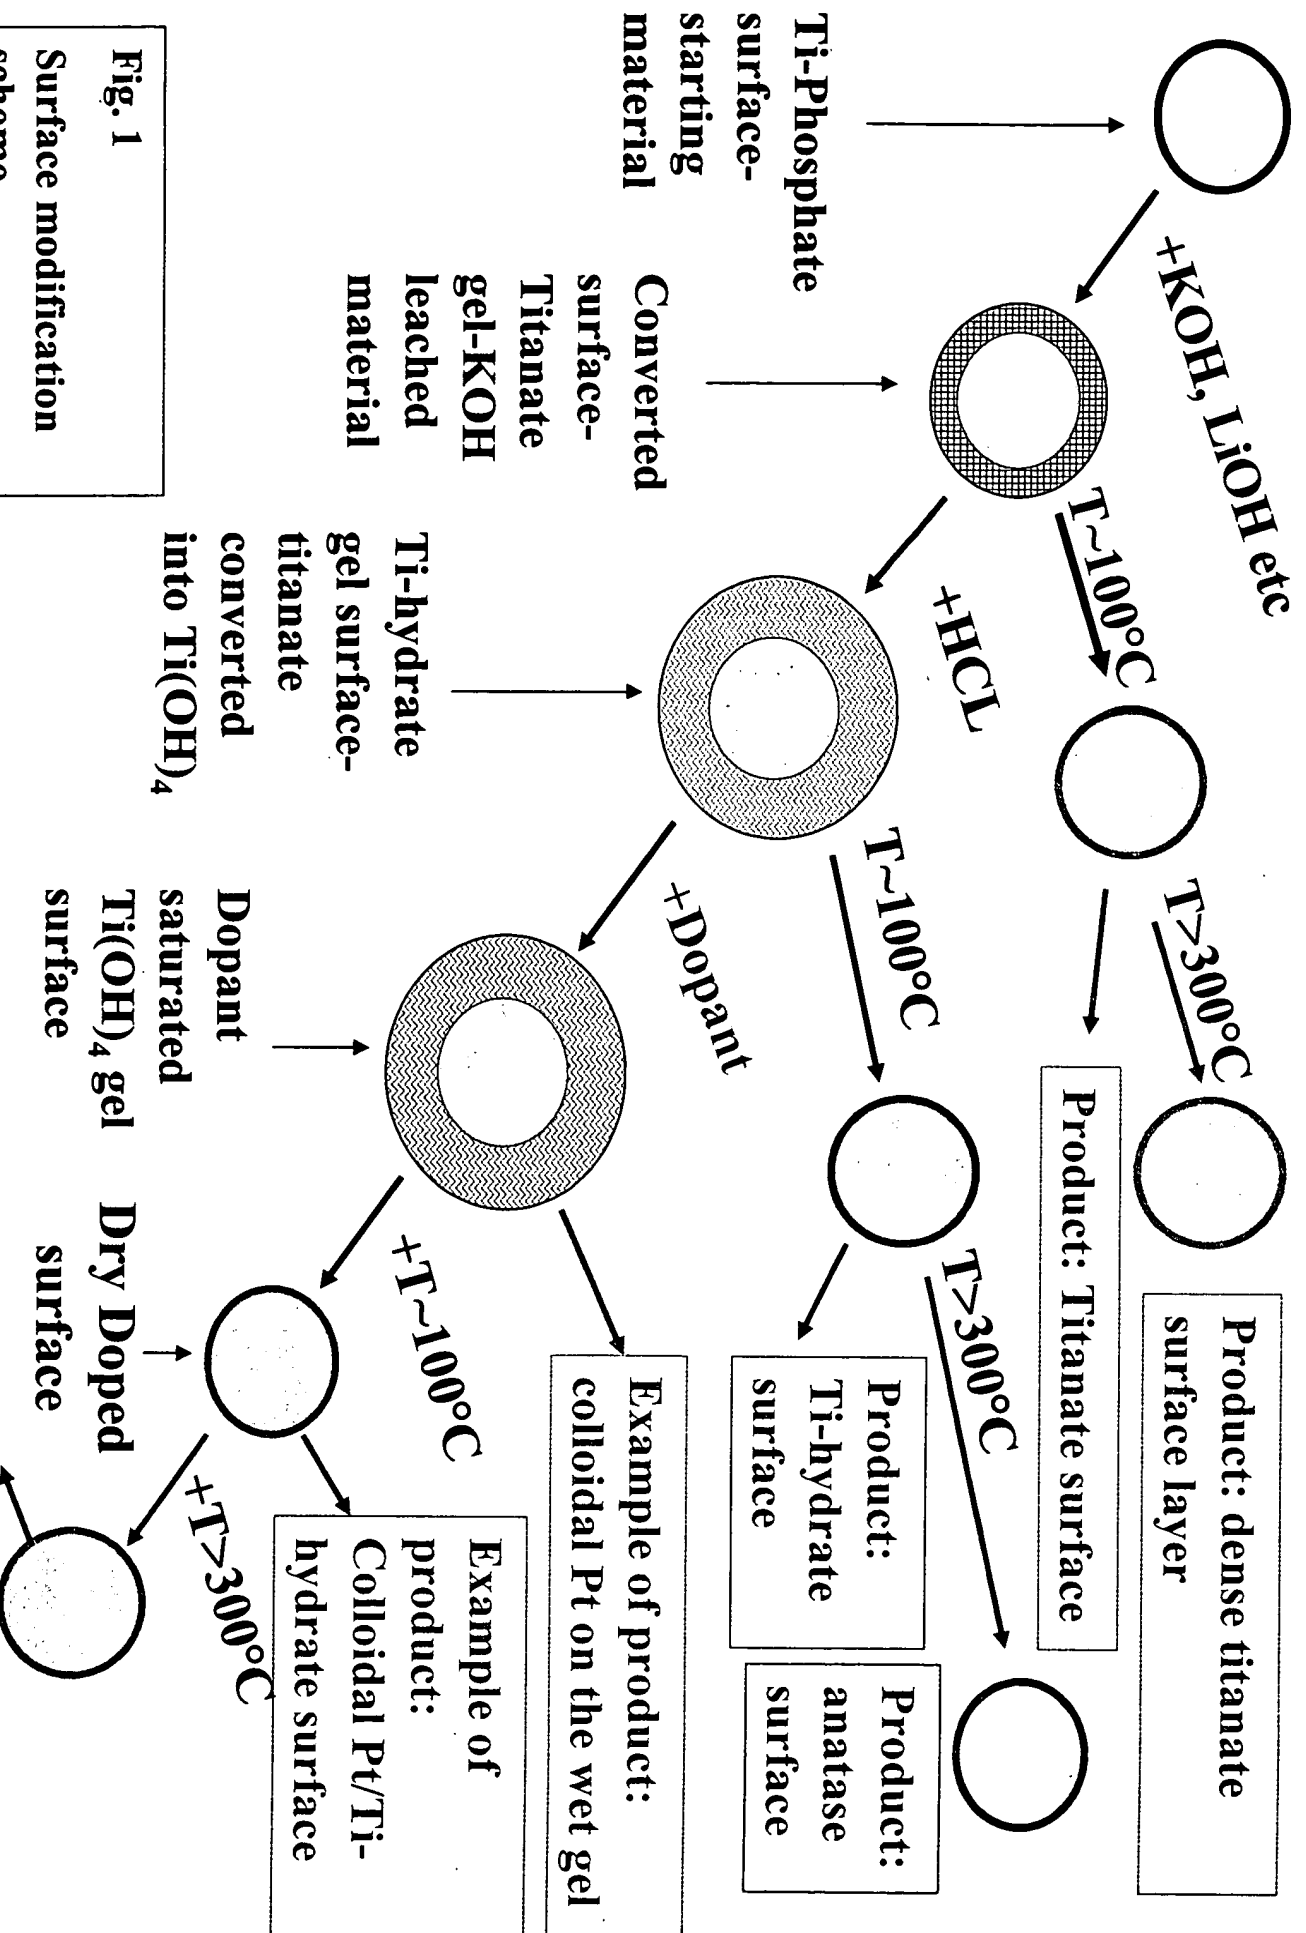 +KOH, LiOH etc
T~100°C
T>300°C
Product: dense titanate
surface layer
Product: Titanate surface
Ti-Phosphate
surface-
starting
material
+HCL
T~100°C
T>300°C
Product:
Ti-hydrate
surface
Product:
anatase
surface
Converted
surface-
Titanate
gel-KOH
leached
material
+Dopant
Example of product:
colloidal Pt on the wet gel
Ti-hydrate
gel surface-
titanate
converted
into Ti(OH)₄
+T~100°C
Example of
product:
Colloidal Pt/Ti-
hydrate surface
Dopant
saturated
Ti(OH)₄ gel
surface
+T>300°C
Dry Doped
surface
Fig. 1
Surface modification
scheme